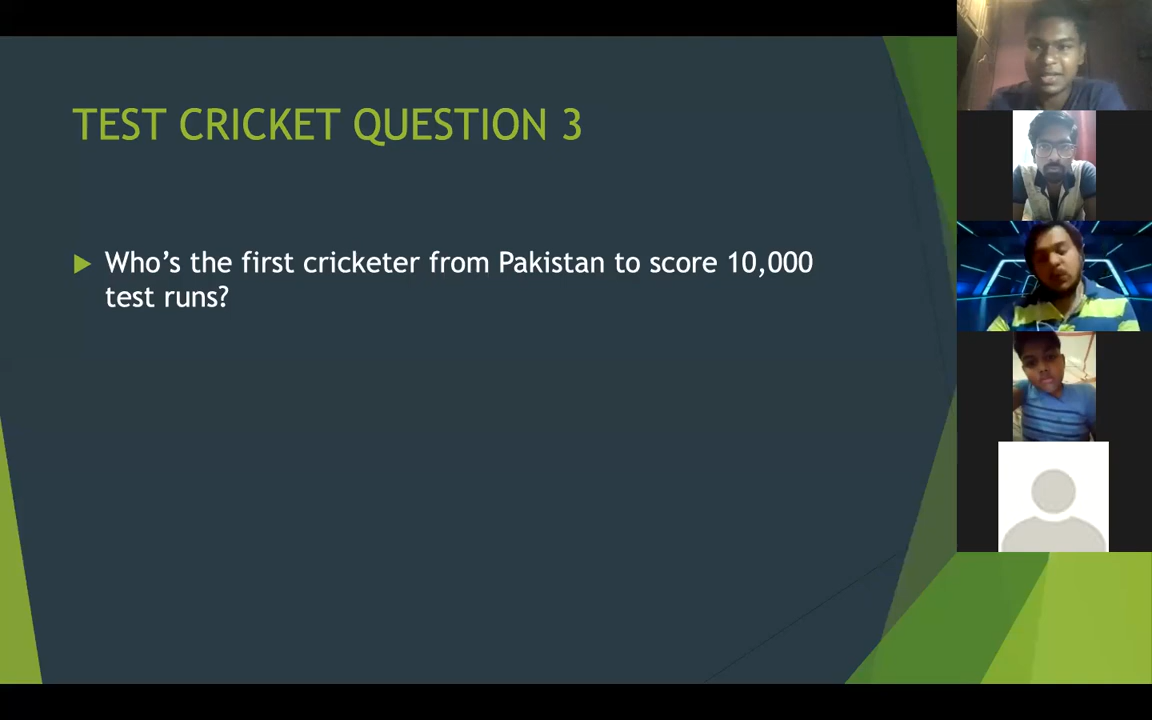 TEST CRICKET QUESTION 3
Who’s the first cricketer from Pakistan to score 10,000
test runs?